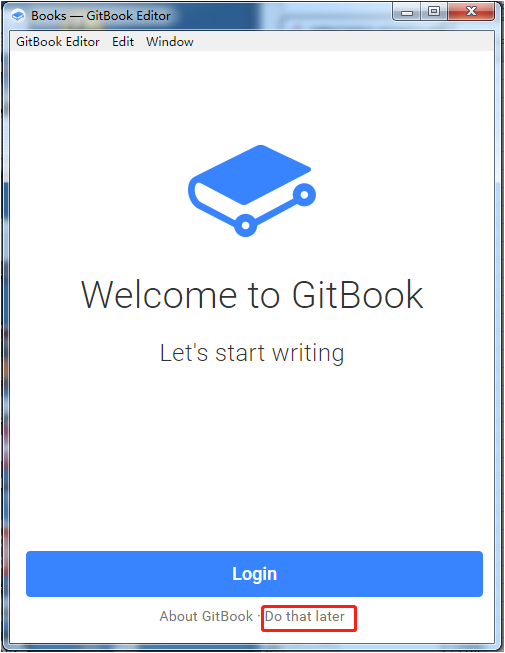 Books — GitBook Editor
GitBook Editor Edit Window
Welcome to GitBook
Let's start writing
Login
About GitBook · Do that later